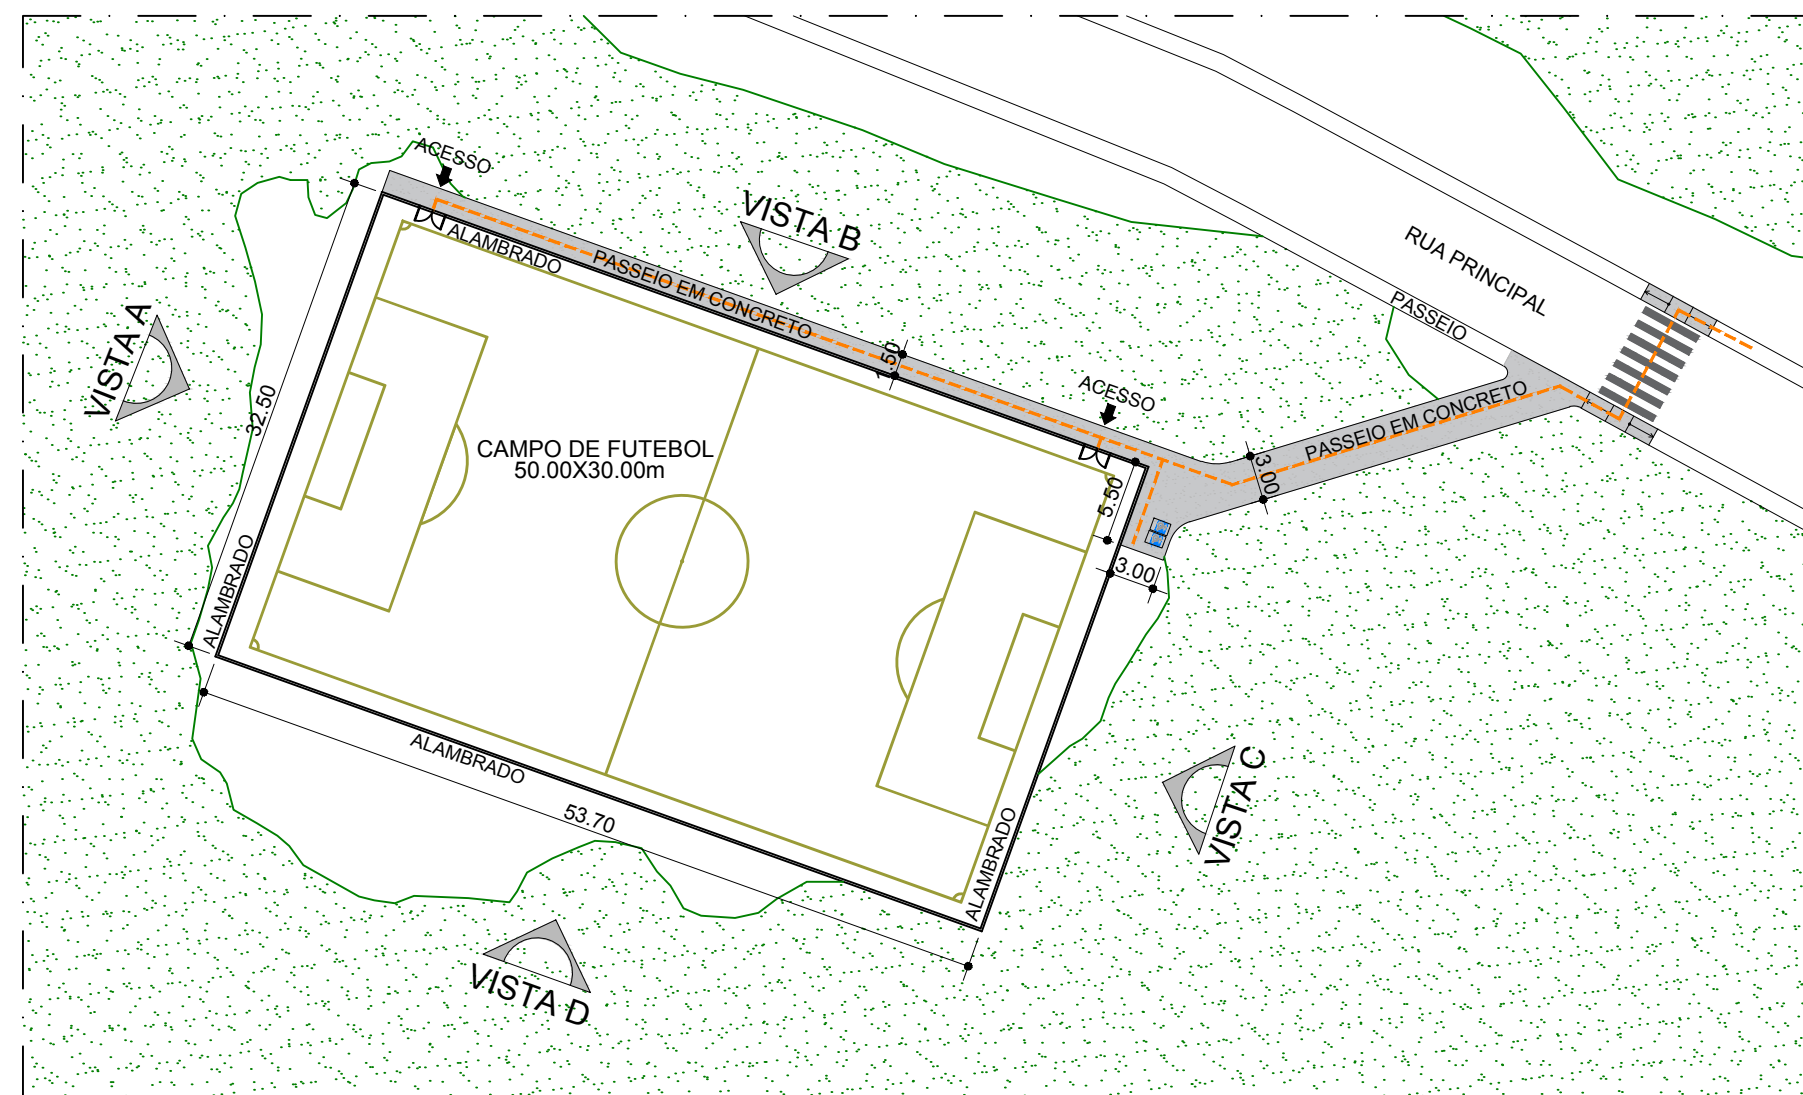 ACESSO
VISTA B
ALAMBRADO
PASSEIO EM CONCRETO
RUA PRINCIPAL
PASSEIO
VISTA A
32.50
1.50
ACESSO
CAMPO DE FUTEBOL
50.00X30.00m
PASSEIO EM CONCRETO
3.00
5.50
3.00
ALAMBRADO
ALAMBRADO
53.70
ALAMBRADO
VISTA C
VISTA D